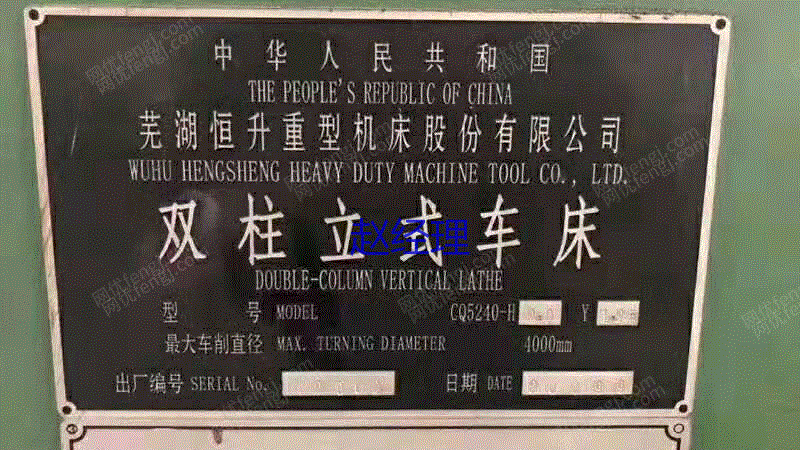 中华人民共和国
THE PEOPLE'S REPUBLIC OF CHINA
芜湖恒升重型机床股份有限公司
WUHU HENGSHENG HEAVY DUTY MACHINE TOOL CO., LTD.
双柱立式车床
赵经理
DOUBLE-COLUMN VERTICAL LATHE
型 号 MODEL CQ5240-H Y
最大车削直径 MAX. TURNING DIAMETER 4000mm
出厂编号 SERIAL No. 日期 DATE